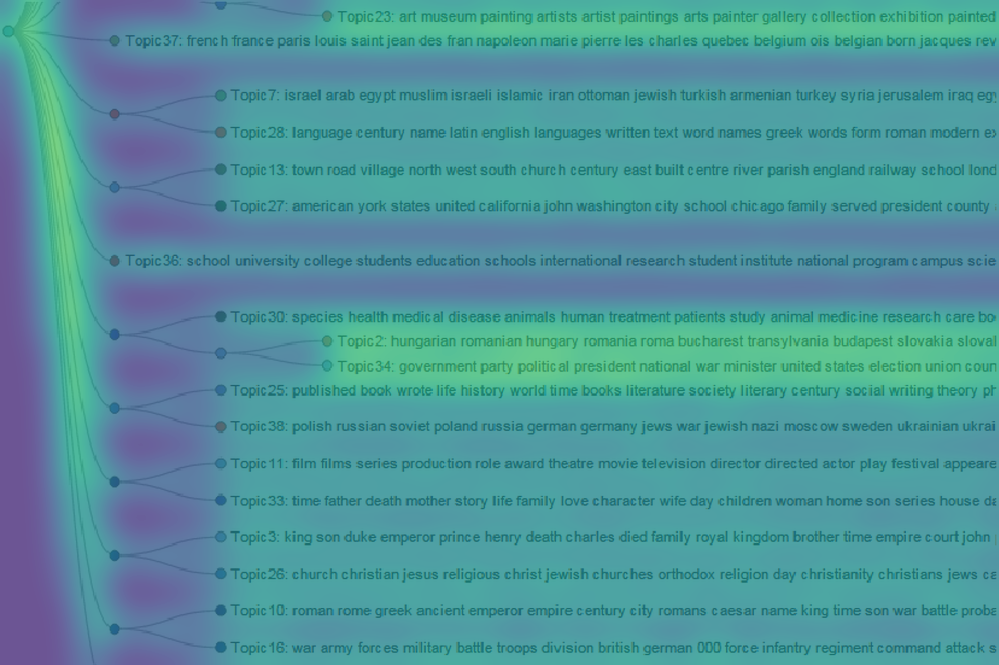 Topic23: art museum painting artists artist paintings arts painter gallery collection exhibition painted
Topic37: french france paris louis saint jean des fran napoleon marie pierre les charles quebec belgium ois belgian born jacques rev
Topic7: israel arab egypt muslim israeli islamic iran ottoman jewish turkish armenian turkey syria jerusalem iraq egy
Topic28: language century name latin english languages written text word names greek words form roman modern ex
Topic13: town road village north west south church century east built centre river parish england railway school lond
Topic27: american york states united california john washington city school chicago family served president county
Topic36: school university college students education schools international research student institute national program campus scie
Topic30: species health medical disease animals human treatment patients study animal medicine research care bo
Topic2: hungarian romanian hungary romania roma bucharest transylvania budapest slovakia sloval
Topic34: government party political president national war minister united states election union coun
Topic25: published book wrote life history world time books literature society literary century social writing theory ph
Topic38: polish russian soviet poland russia german germany jews war jewish nazi moscow sweden ukrainian ukrai
Topic11: film films series production role award theatre movie television director directed actor play festival appeare
Topic33: time father death mother story life family love character wife day children woman home son series house da
Topic3: king son duke emperor prince henry death charles died family royal kingdom brother time empire court john
Topic26: church christian jesus religious christ jewish churches orthodox religion day christianity christians jews ca
Topic10: roman rome greek ancient emperor empire century city romans caesar name king time son war battle proba
Topic16: war army forces military battle troops division british german 000 force infantry regiment command attack s